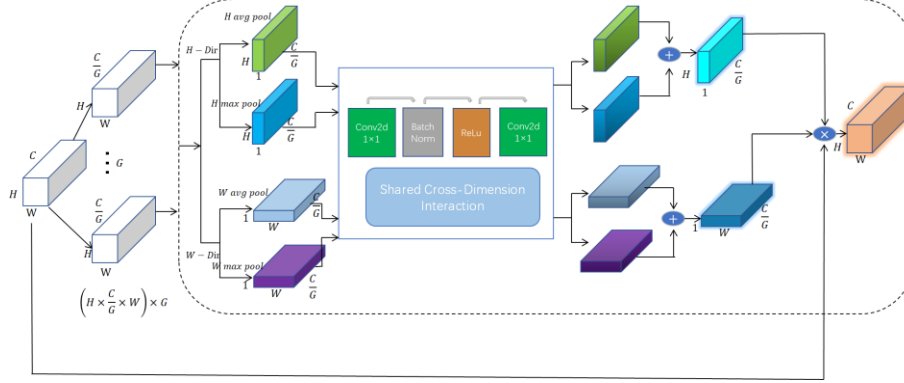 C
H
W
C/G
H
W
G
C/G
H
W
(H × C/G × W) × G
H − Dir
H avg pool
H
1
C/G
H max pool
H
1
C/G
W − Dir
W avg pool
1
W
C/G
W max pool
1
W
C/G
Conv2d
1×1
Batch
Norm
ReLu
Conv2d
1×1
Shared Cross-Dimension
Interaction
+
H
1
C/G
+
1
W
C/G
×
C
H
W